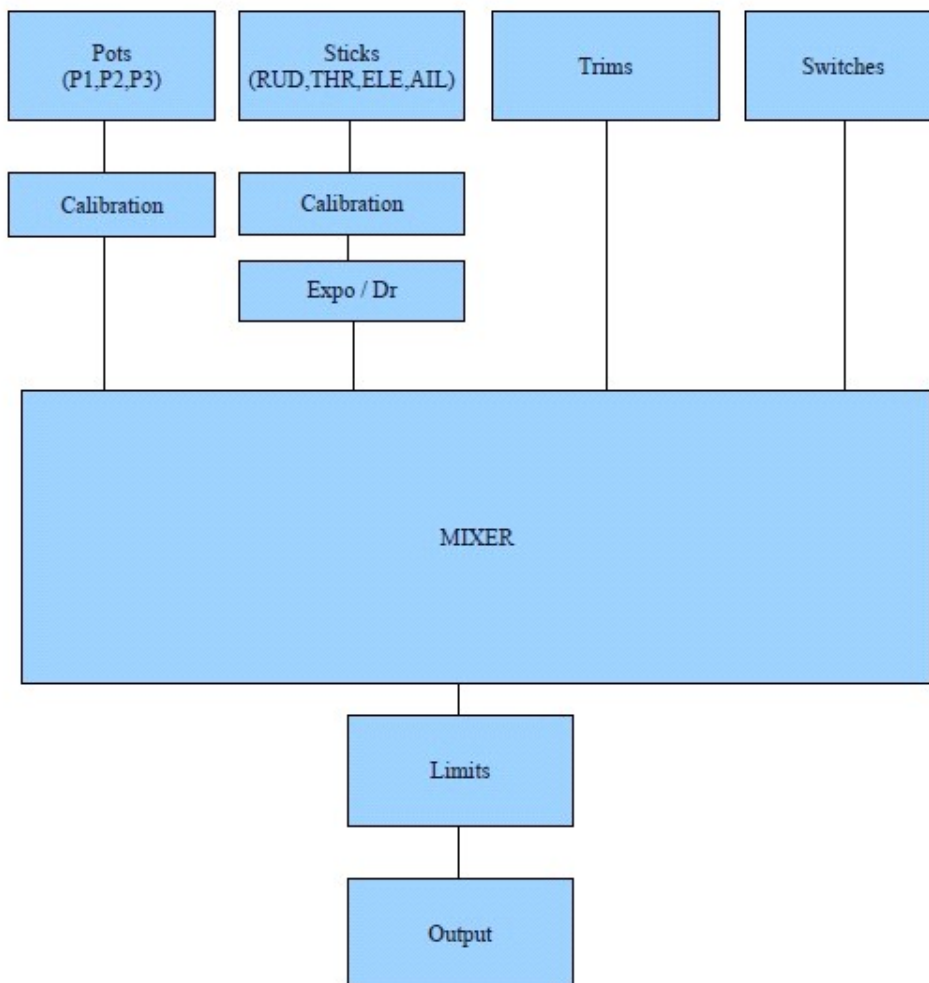 Pots
(P1,P2,P3)
Sticks
(RUD,THR,ELE,AIL)
Trims
Switches
Calibration
Calibration
Expo / Dr
MIXER
Limits
Output